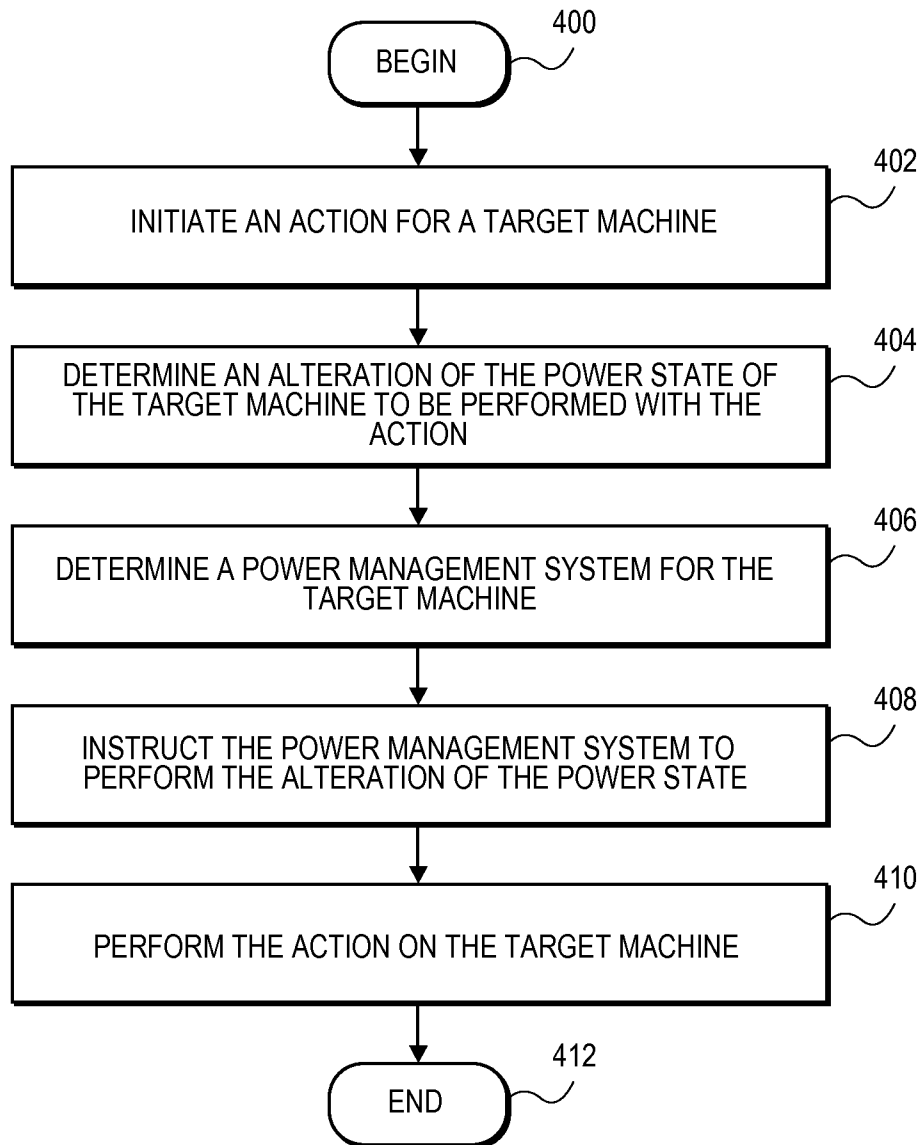 BEGIN
400
402
INITIATE AN ACTION FOR A TARGET MACHINE
404
DETERMINE AN ALTERATION OF THE POWER STATE OF
THE TARGET MACHINE TO BE PERFORMED WITH THE
ACTION
406
DETERMINE A POWER MANAGEMENT SYSTEM FOR THE
TARGET MACHINE
408
INSTRUCT THE POWER MANAGEMENT SYSTEM TO
PERFORM THE ALTERATION OF THE POWER STATE
410
PERFORM THE ACTION ON THE TARGET MACHINE
412
END